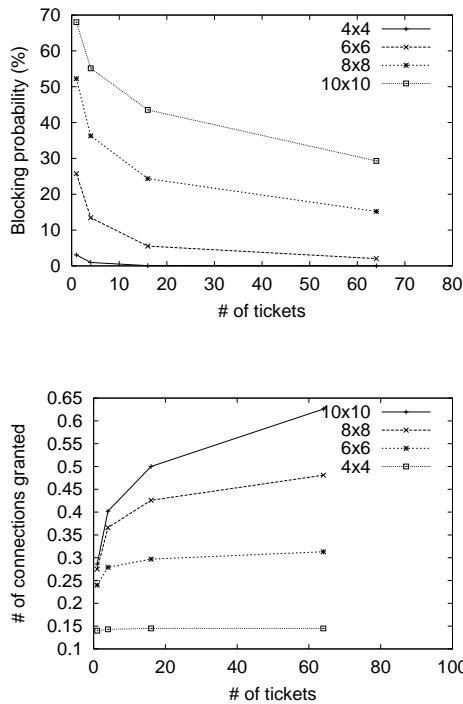 70
60
50
40
30
20
10
0
Blocking probability (%)
4x4
6x6
8x8
10x10
0 10 20 30 40 50 60 70 80
# of tickets
0.65
0.6
0.55
0.5
0.45
0.4
0.35
0.3
0.25
0.2
0.15
0.1
# of connections granted
10x10
8x8
6x6
4x4
0 20 40 60 80 100
# of tickets